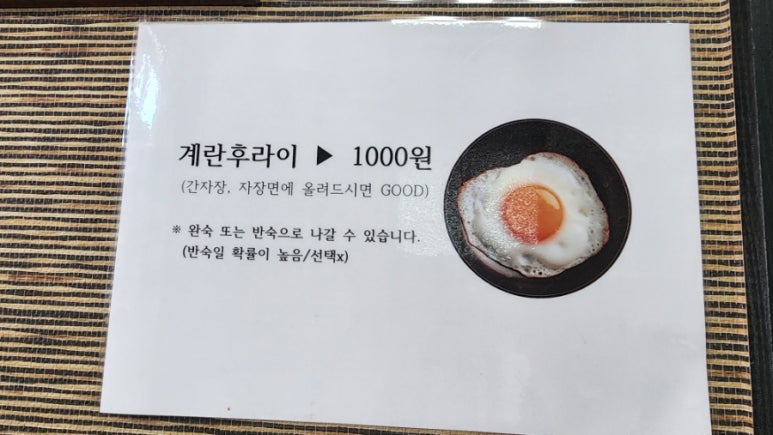 계란후라이 ▶ 1000원
(간자장, 자장면에 올려드시면 GOOD)
※ 완숙 또는 반숙으로 나갈 수 있습니다.
(반숙일 확률이 높음/선택x)